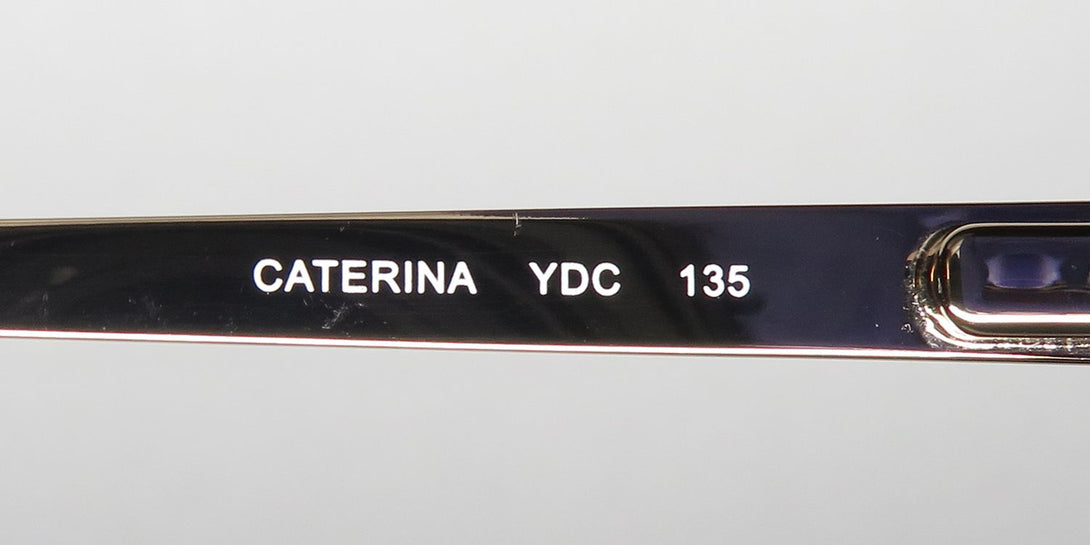 CATERINA YDC 135